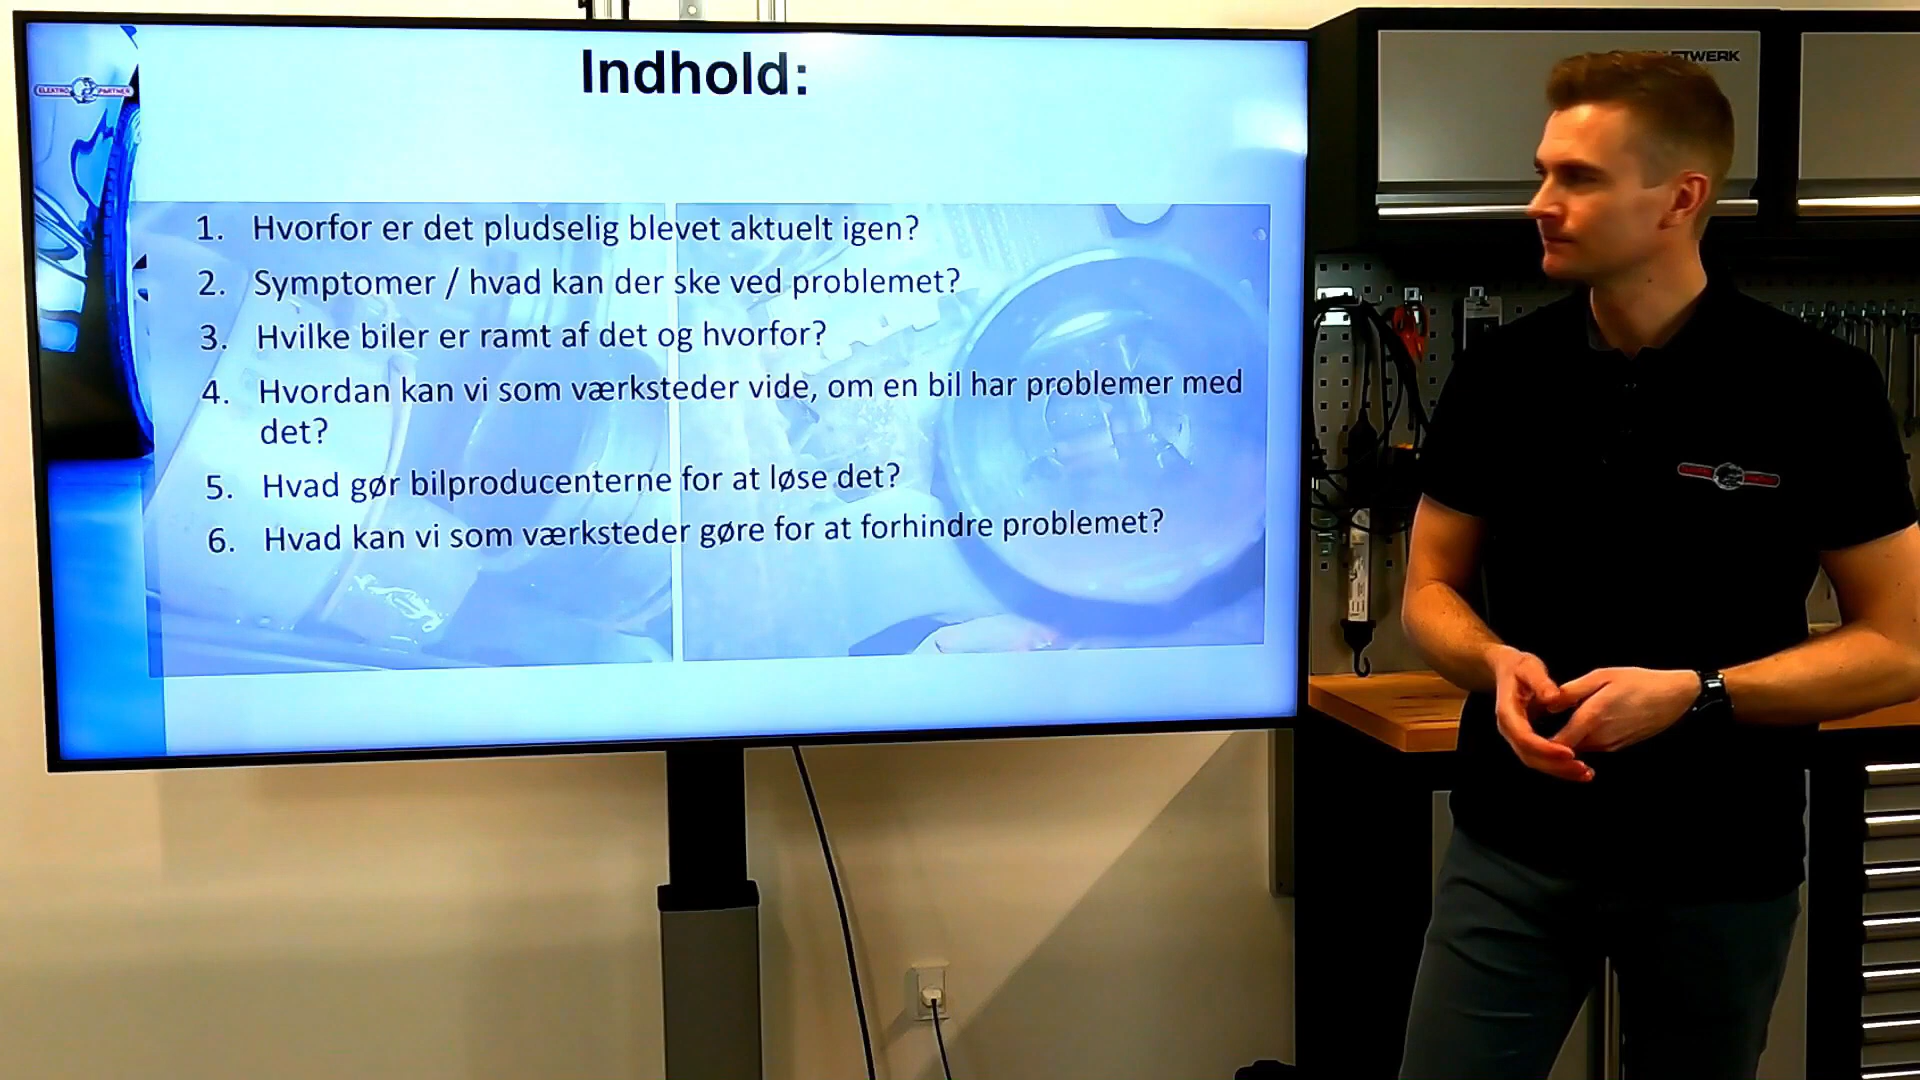 Indhold:
ELEKTRO PARTNER
1. Hvorfor er det pludselig blevet aktuelt igen?
2. Symptomer / hvad kan der ske ved problemet?
3. Hvilke biler er ramt af det og hvorfor?
4. Hvordan kan vi som værksteder vide, om en bil har problemer med
det?
5. Hvad gør bilproducenterne for at løse det?
6. Hvad kan vi som værksteder gøre for at forhindre problemet?